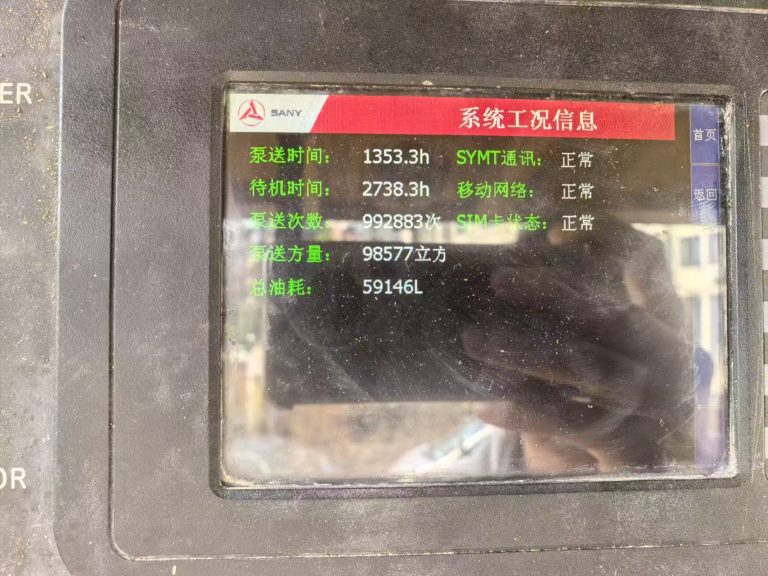 ER
SANY
系统工况信息
首页
泵送时间： 1353.3h SYMT通讯： 正常
待机时间： 2738.3h 移动网络： 正常
返回
泵送次数： 992883次 SIM卡状态： 正常
泵送方量： 98577立方
总油耗： 59146L
OR